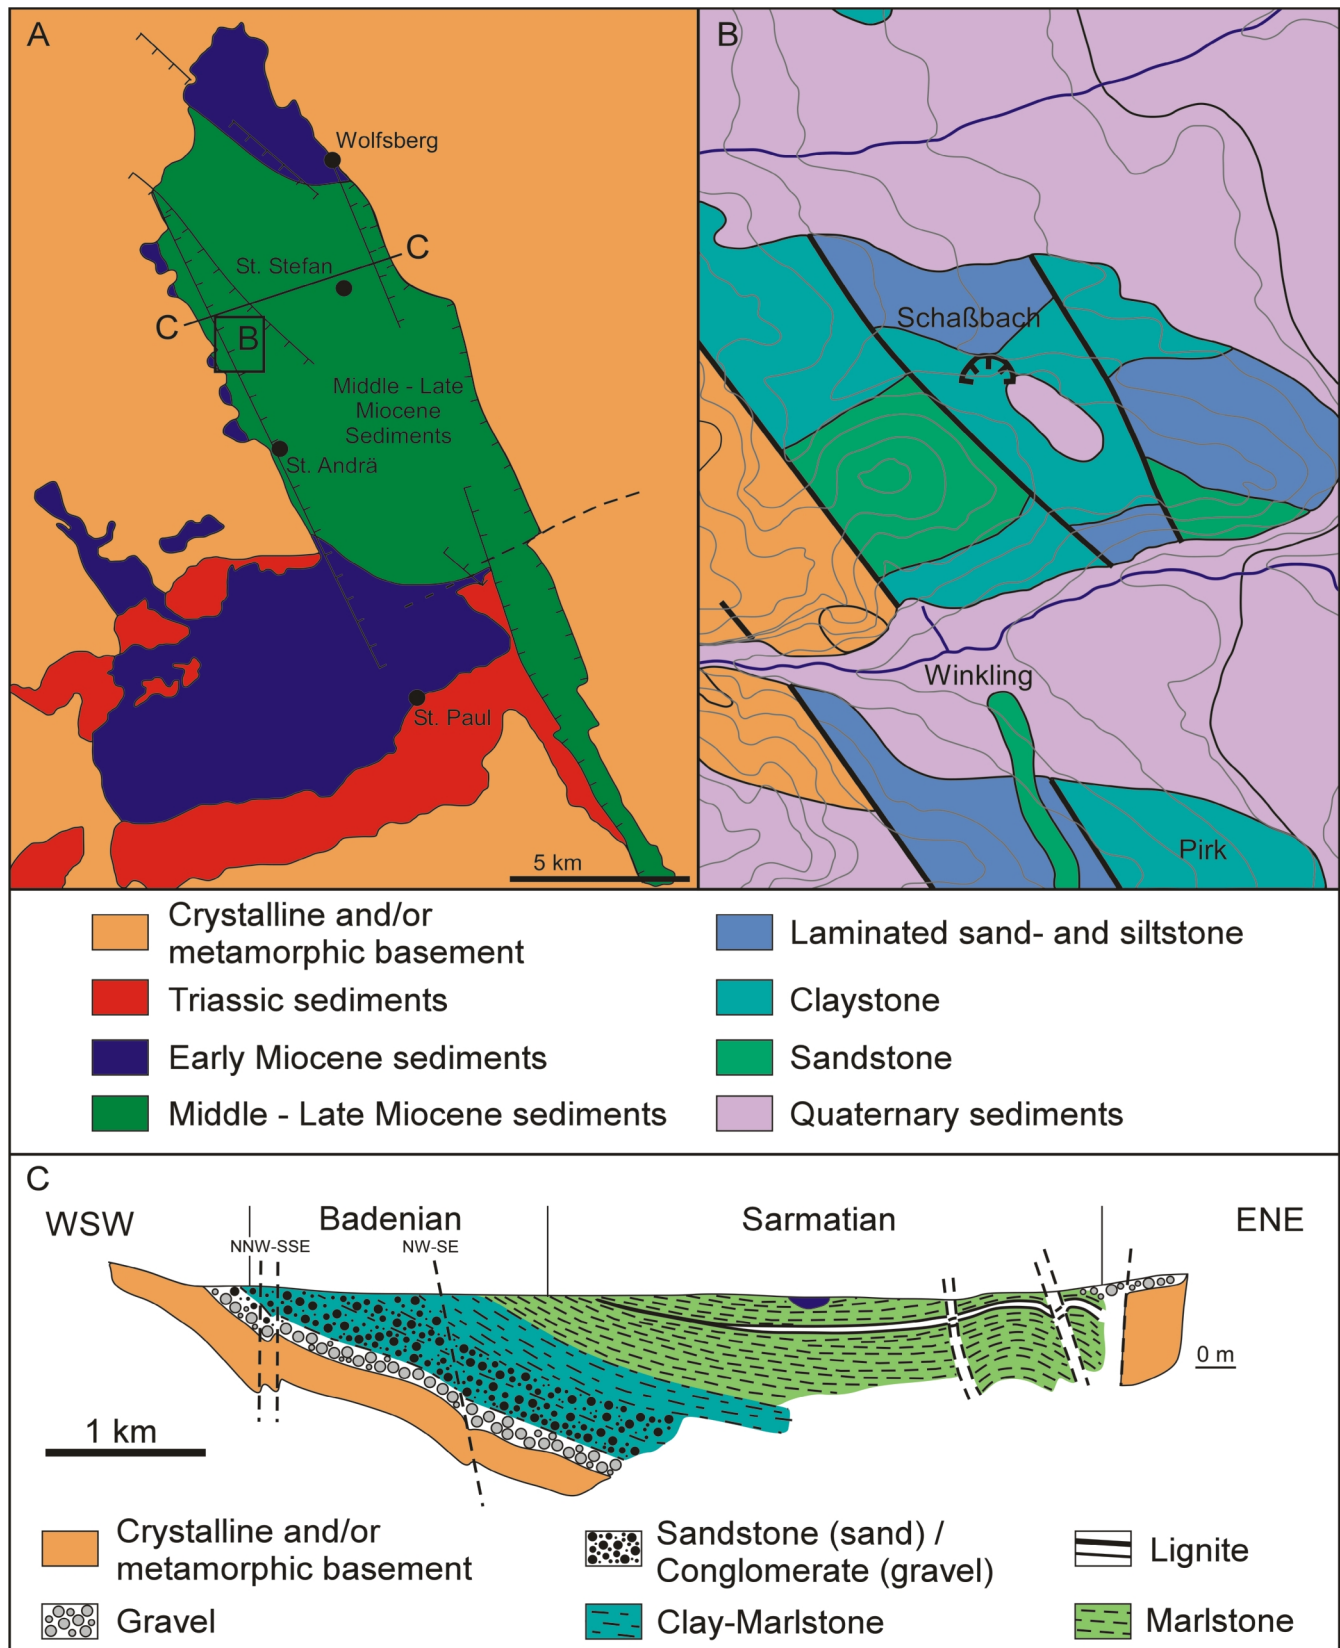 A
Wolfsberg
C
St. Stefan
C
B
Middle - Late
Miocene
Sediments
St. Andrä
St. Paul
5 km
B
Schaßbach
Winkling
Pirk
Crystalline and/or
metamorphic basement
Triassic sediments
Early Miocene sediments
Middle - Late Miocene sediments
Laminated sand- and siltstone
Claystone
Sandstone
Quaternary sediments
C
WSW
Badenian
Sarmatian
ENE
NNW-SSE
NW-SE
0 m
1 km
Crystalline and/or
metamorphic basement
Gravel
Sandstone (sand) /
Conglomerate (gravel)
Clay-Marlstone
Lignite
Marlstone